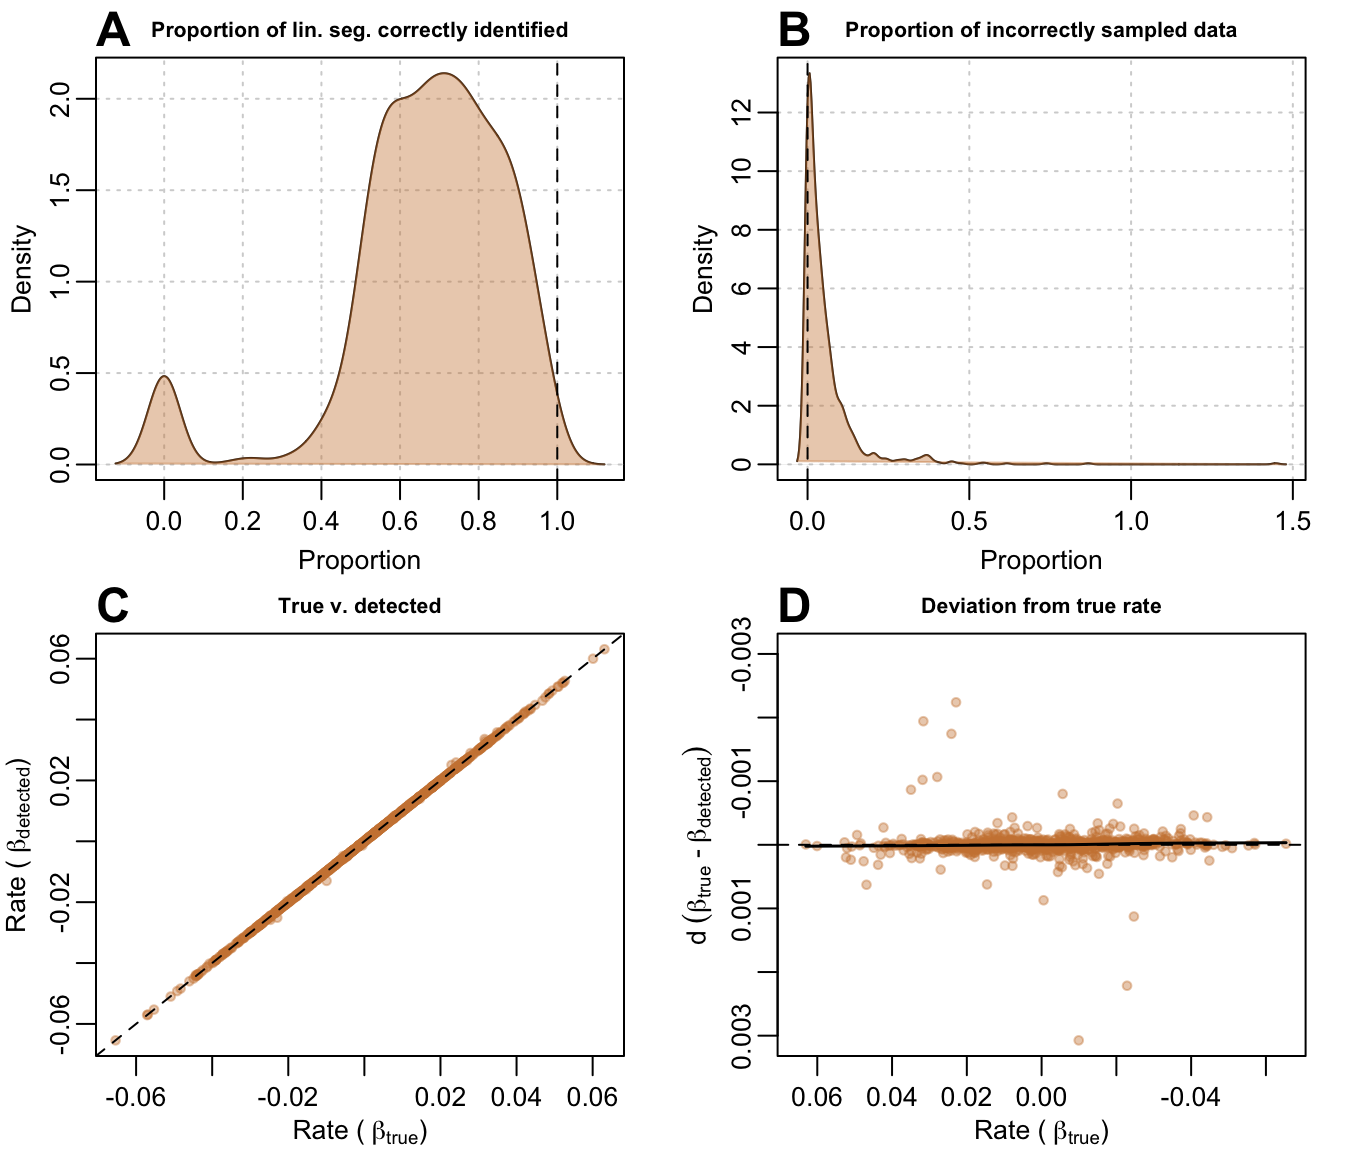 A Proportion of lin. seg. correctly identified
Density
0.0 0.5 1.0 1.5 2.0
0.0 0.2 0.4 0.6 0.8 1.0
Proportion
B Proportion of incorrectly sampled data
Density
0 2 4 6 8 10 12
0.0 0.5 1.0 1.5
Proportion
C True v. detected
Rate ( βdetected)
-0.06 -0.02 0.02 0.06
-0.06 -0.02 0.02 0.04 0.06
Rate ( βtrue)
D Deviation from true rate
d (βtrue - βdetected)
0.003 0.001 -0.001 -0.003
0.06 0.04 0.02 0.00 -0.04
Rate ( βtrue)